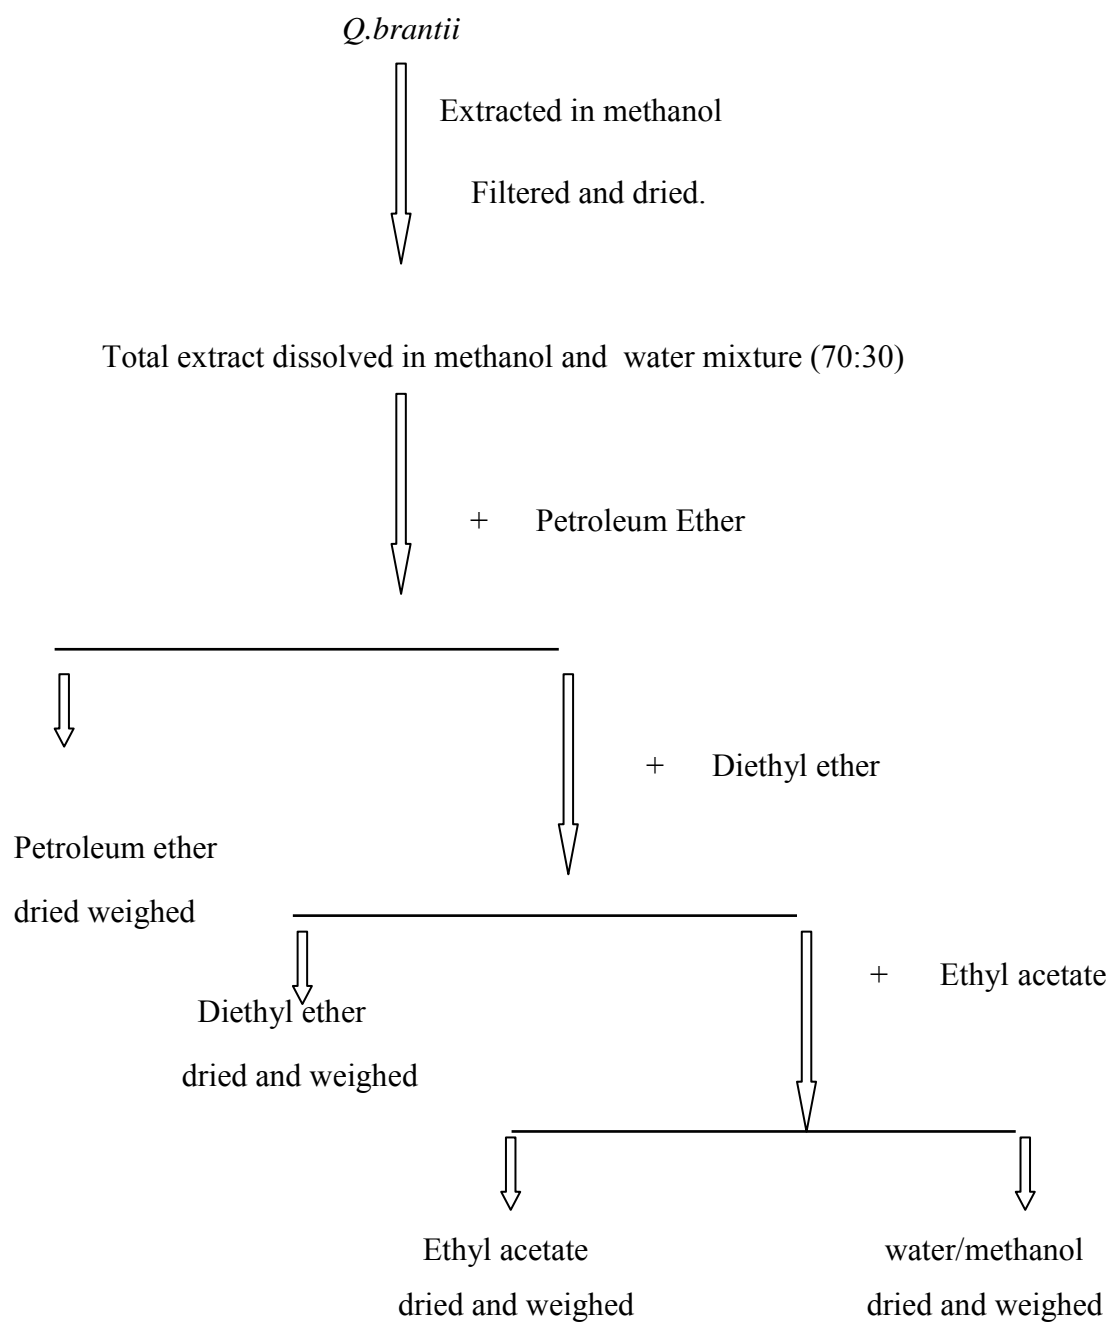 Q.brantii
Extracted in methanol
Filtered and dried.
Total extract dissolved in methanol and water mixture (70:30)
+ Petroleum Ether
+ Diethyl ether
Petroleum ether
dried weighed
+ Ethyl acetate
Diethyl ether
dried and weighed
Ethyl acetate
dried and weighed
water/methanol
dried and weighed